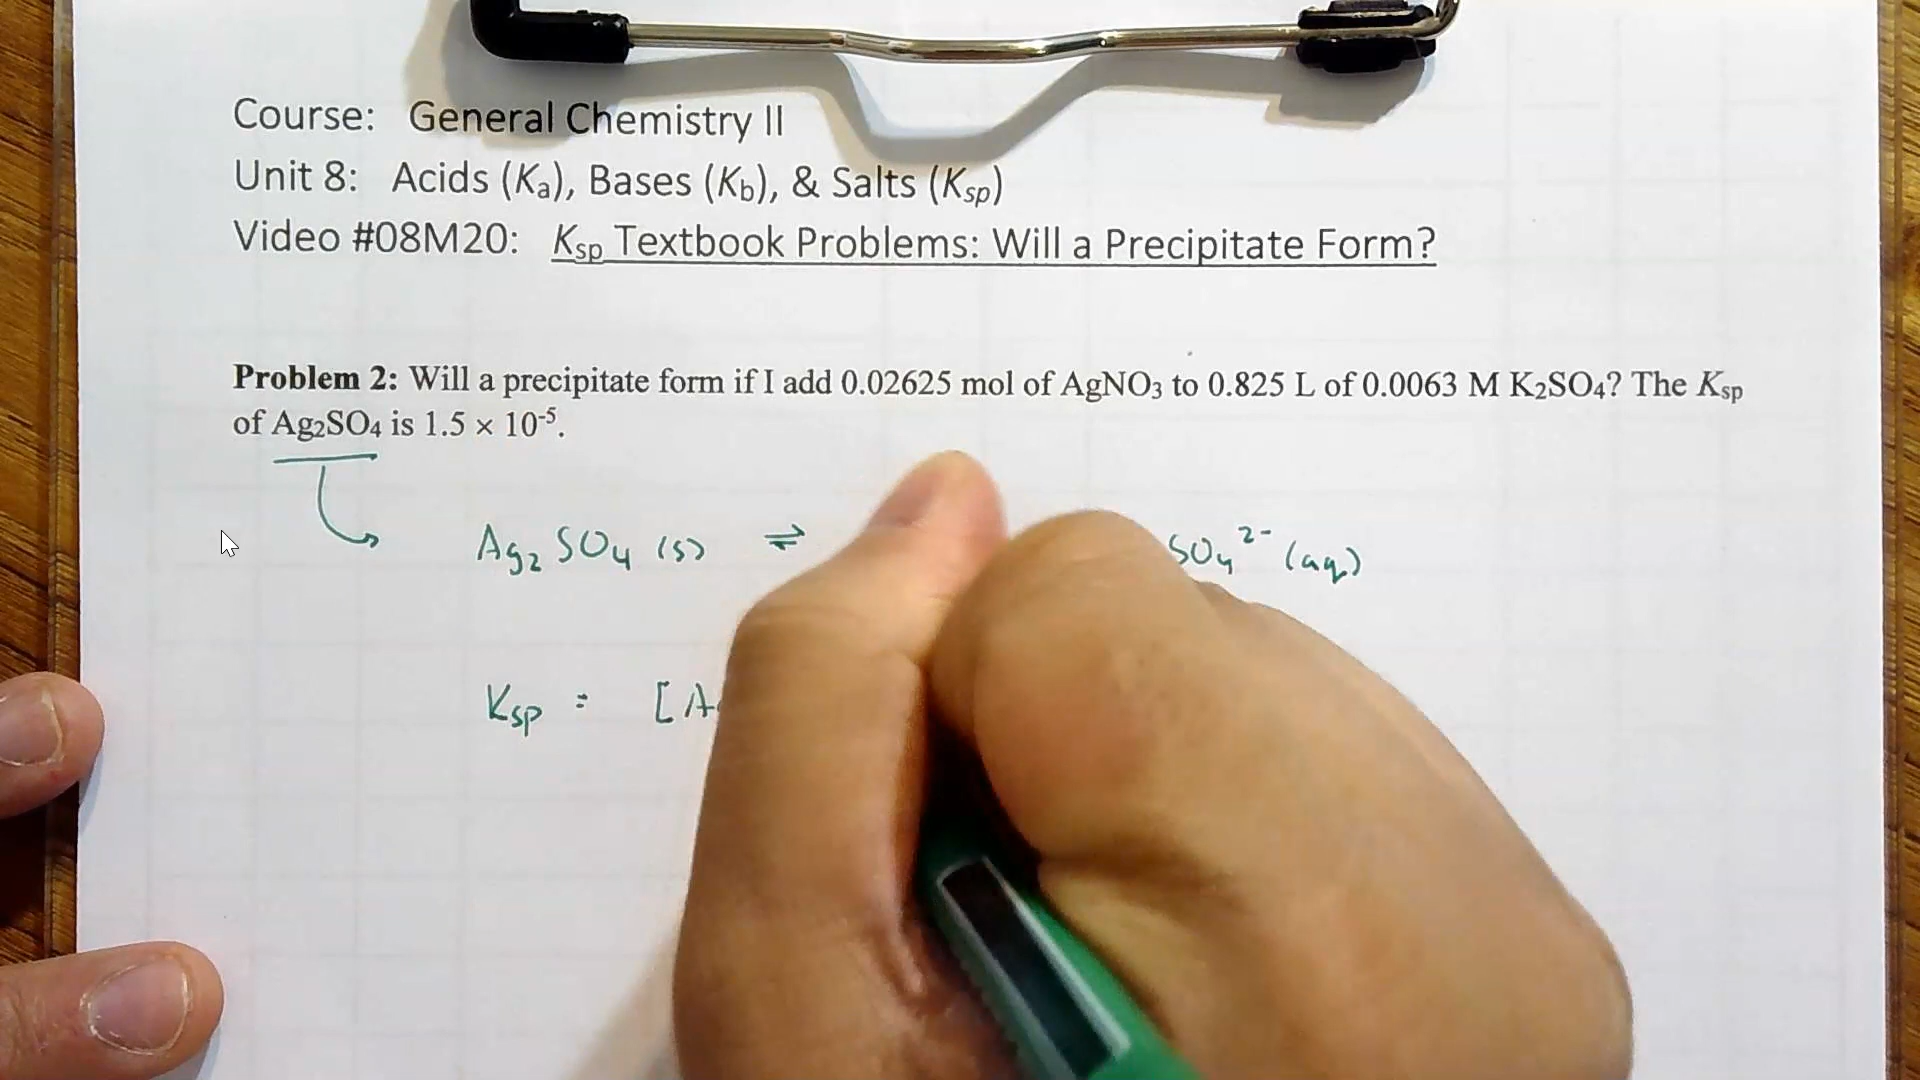 Course: General Chemistry II
Unit 8: Acids (Ka), Bases (Kb), & Salts (Ksp)
Video #08M20: Ksp Textbook Problems: Will a Precipitate Form?
Problem 2: Will a precipitate form if I add 0.02625 mol of AgNO₃ to 0.825 L of 0.0063 M K₂SO₄? The Ksp
of Ag₂SO₄ is 1.5 × 10⁻⁵.
Ag₂SO₄ (s) ⇌ SO₄²⁻ (aq)
Ksp = [A